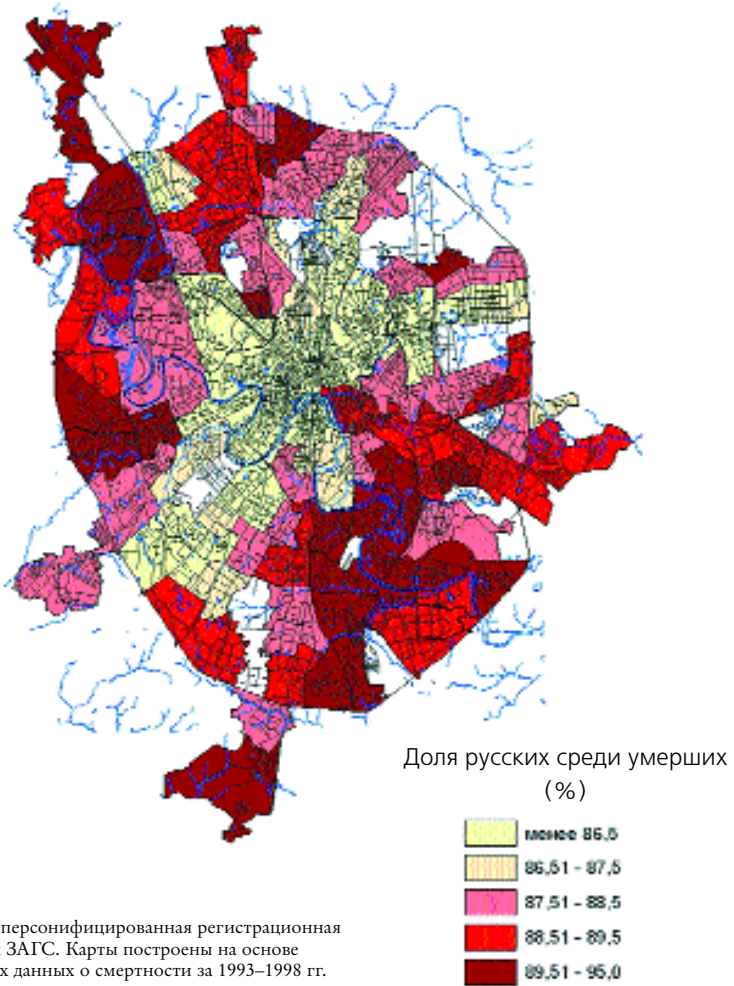 Доля русских среди умерших
(%)
менее 86,5
86,51 - 87,5
87,51 - 88,5
88,51 - 89,5
89,51 - 95,0
персонифицированная регистрационная
ЗАГС. Карты построены на основе
х данных о смертности за 1993–1998 гг.